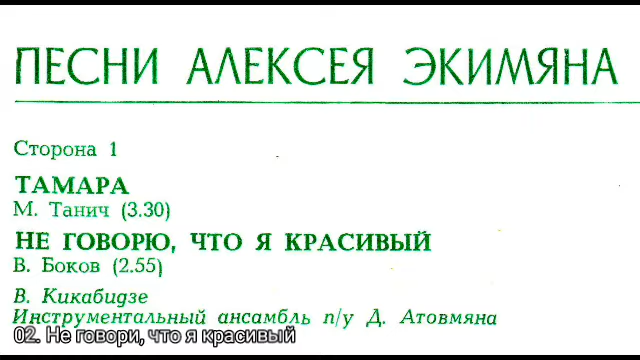 ПЕСНИ АЛЕКСЕЯ ЭКИМЯНА
Сторона 1
ТАМАРА
М. Танич (3.30)
НЕ ГОВОРЮ, ЧТО Я КРАСИВЫЙ
В. Боков (2.55)
В. Кикабидзе
Инструментальный ансамбль п/у Д. Атовмяна
02. Не говори, что я красивый